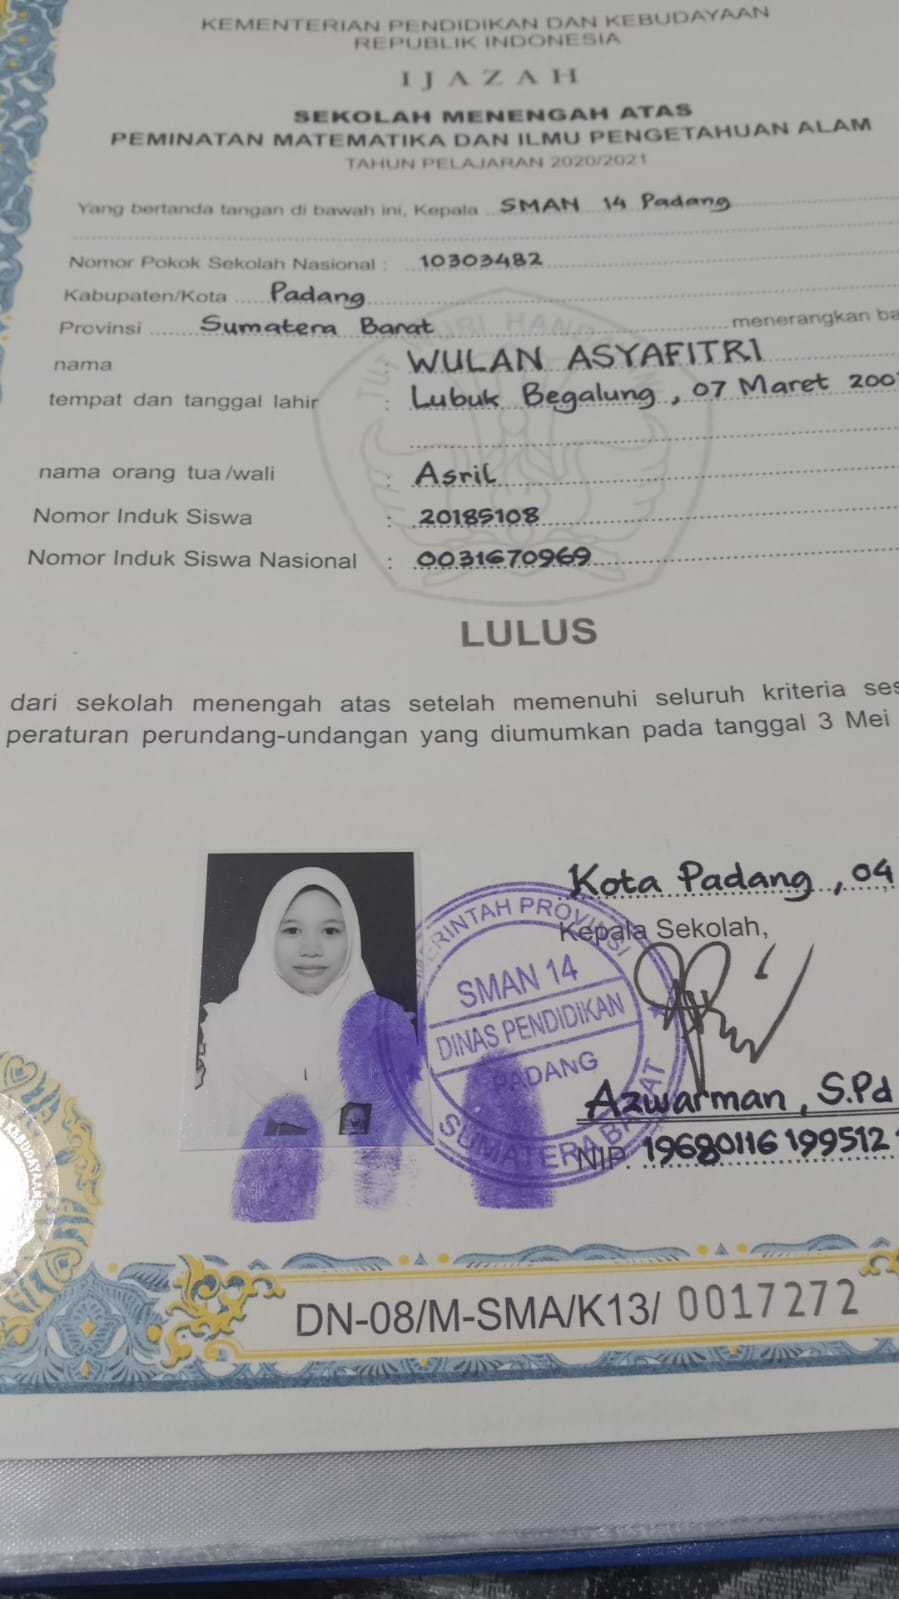 KEMENTERIAN PENDIDIKAN DAN KEBUDAYAAN
REPUBLIK INDONESIA
IJAZAH
SEKOLAH MENENGAH ATAS
PEMINATAN MATEMATIKA DAN ILMU PENGETAHUAN ALAM
TAHUN PELAJARAN 2020/2021
Yang bertanda tangan di bawah ini, Kepala SMAN 14 Padang
Nomor Pokok Sekolah Nasional : 10303482
Kabupaten/Kota Padang
Provinsi Sumatera Barat menerangkan ba
nama : WULAN ASYAFITRI
tempat dan tanggal lahir : Lubuk Begalung, 07 Maret 200
nama orang tua/wali : Asril
Nomor Induk Siswa : 20185108
Nomor Induk Siswa Nasional : 0031670969
LULUS
dari sekolah menengah atas setelah memenuhi seluruh kriteria ses
peraturan perundang-undangan yang diumumkan pada tanggal 3 Mei
Kota Padang, 04
Kepala Sekolah,
ERINTAH PROVINSI
SMAN 14
DINAS PENDIDIKAN
PADANG
SUMATERA BARAT
Azwarman, S.Pd
NIP. 19680116 199512
KEBUDAYAAN
DN-08/M-SMA/K13/ 0017272